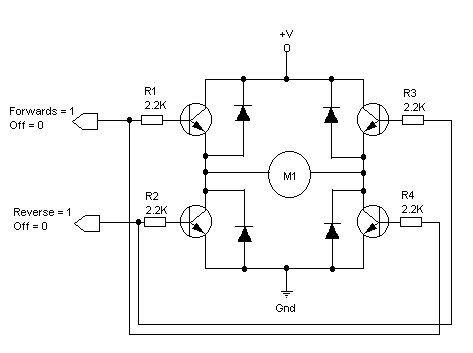 +V
R1
2.2K
R3
2.2K
Forwards = 1
Off = 0
M1
R2
2.2K
R4
2.2K
Reverse = 1
Off = 0
Gnd